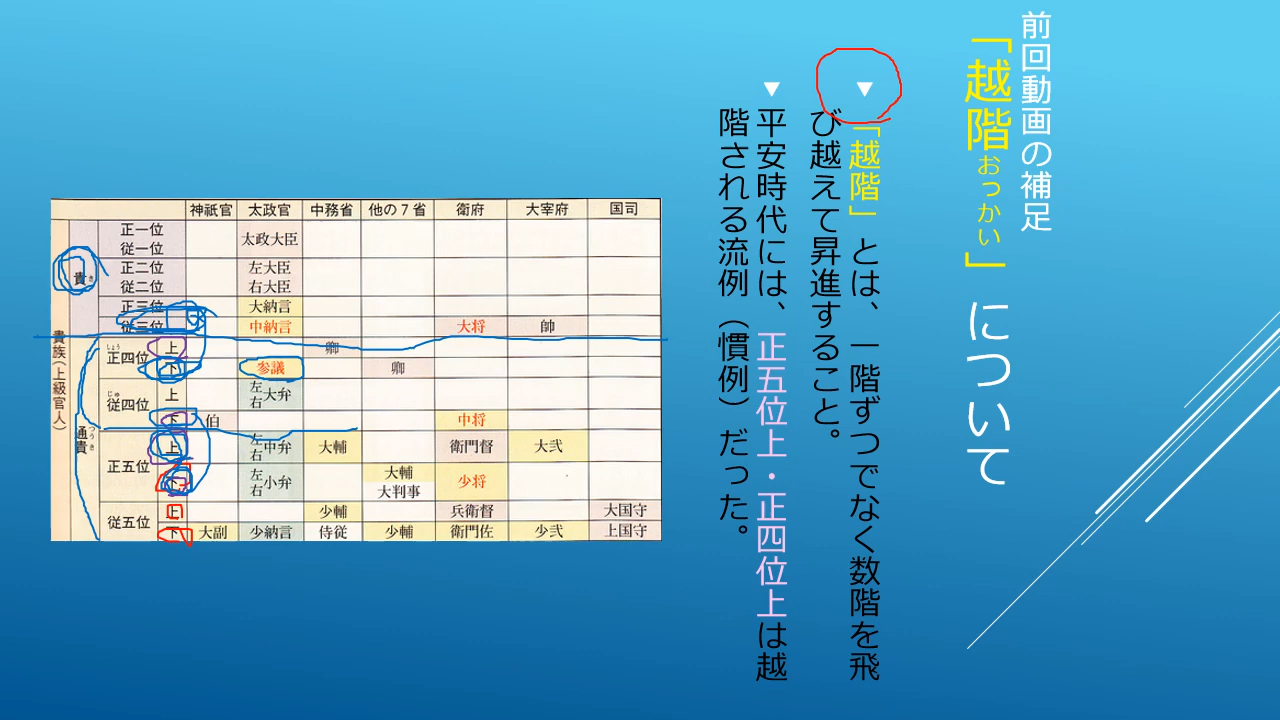 前回動画の補足
「越階おっかい」について
▼「越階」とは、一階ずつでなく数階を飛
び越えて昇進すること。
▼平安時代には、正五位上・正四位上は越
階される流例（慣例）だった。
神祇官 太政官 中務省 他の７省 衛府 大宰府 国司
貴族（上級官人）
貴き
通貴つうき
正一位 太政大臣
従一位
正二位 左大臣
従二位 右大臣
正三位 大納言
従三位 中納言 大将 帥
正四位しょう 上 卿
下 参議 卿
従四位じゅ 上 左右大弁
下 伯 中将
正五位 上 左右中弁 大輔 衛門督 大弐
下 左右小弁 大輔 大判事 少将
従五位 上 少輔 兵衛督 大国守
下 大副 少納言 侍従 少輔 衛門佐 少弐 上国守